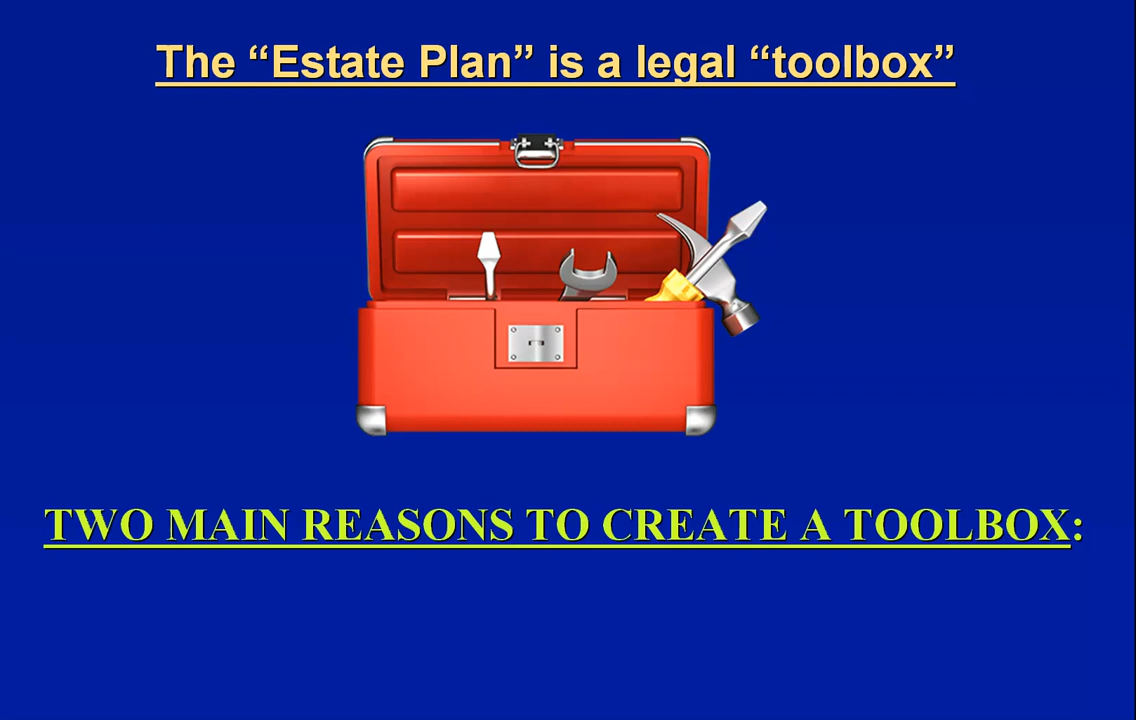 The “Estate Plan” is a legal “toolbox”
TWO MAIN REASONS TO CREATE A TOOLBOX: